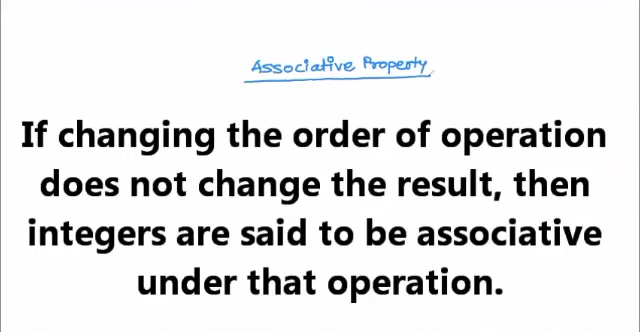 Associative Property
If changing the order of operation
does not change the result, then
integers are said to be associative
under that operation.